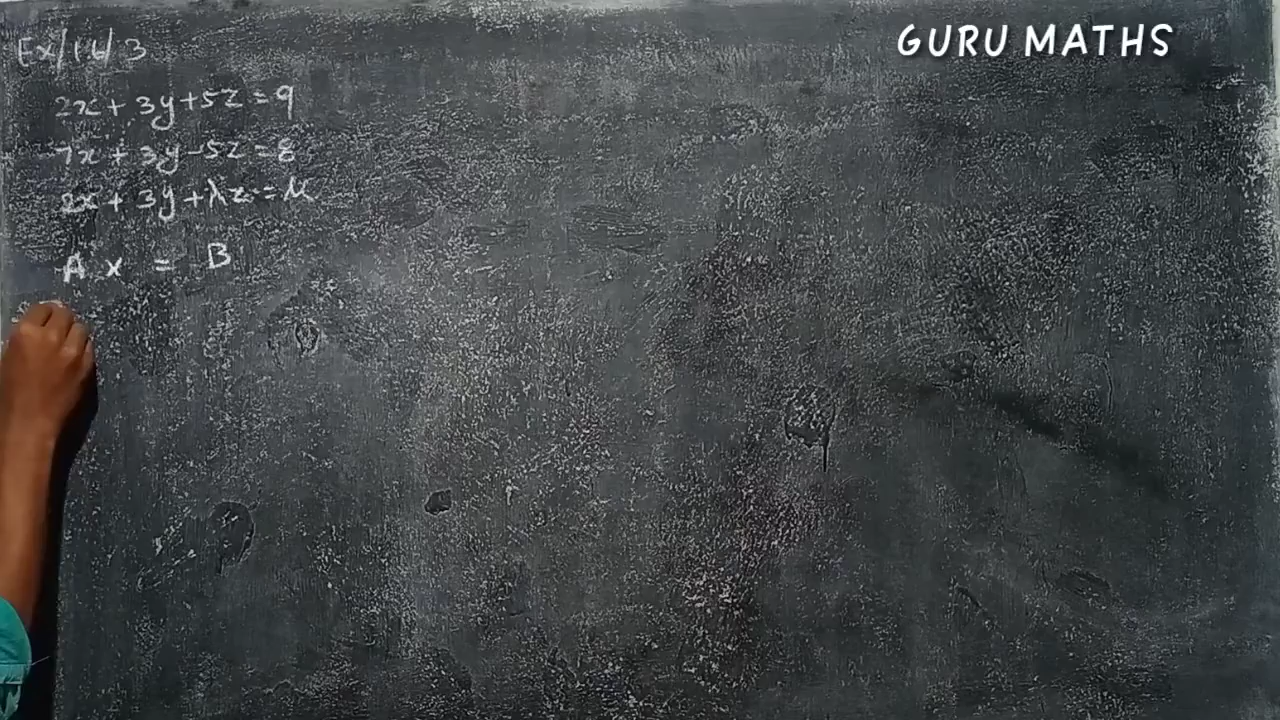 Ex/1.6/3
GURU MATHS
2x + 3y + 5z = 9
7x + 3y - 5z = 8
2x + 3y + λz = μ
A x = B